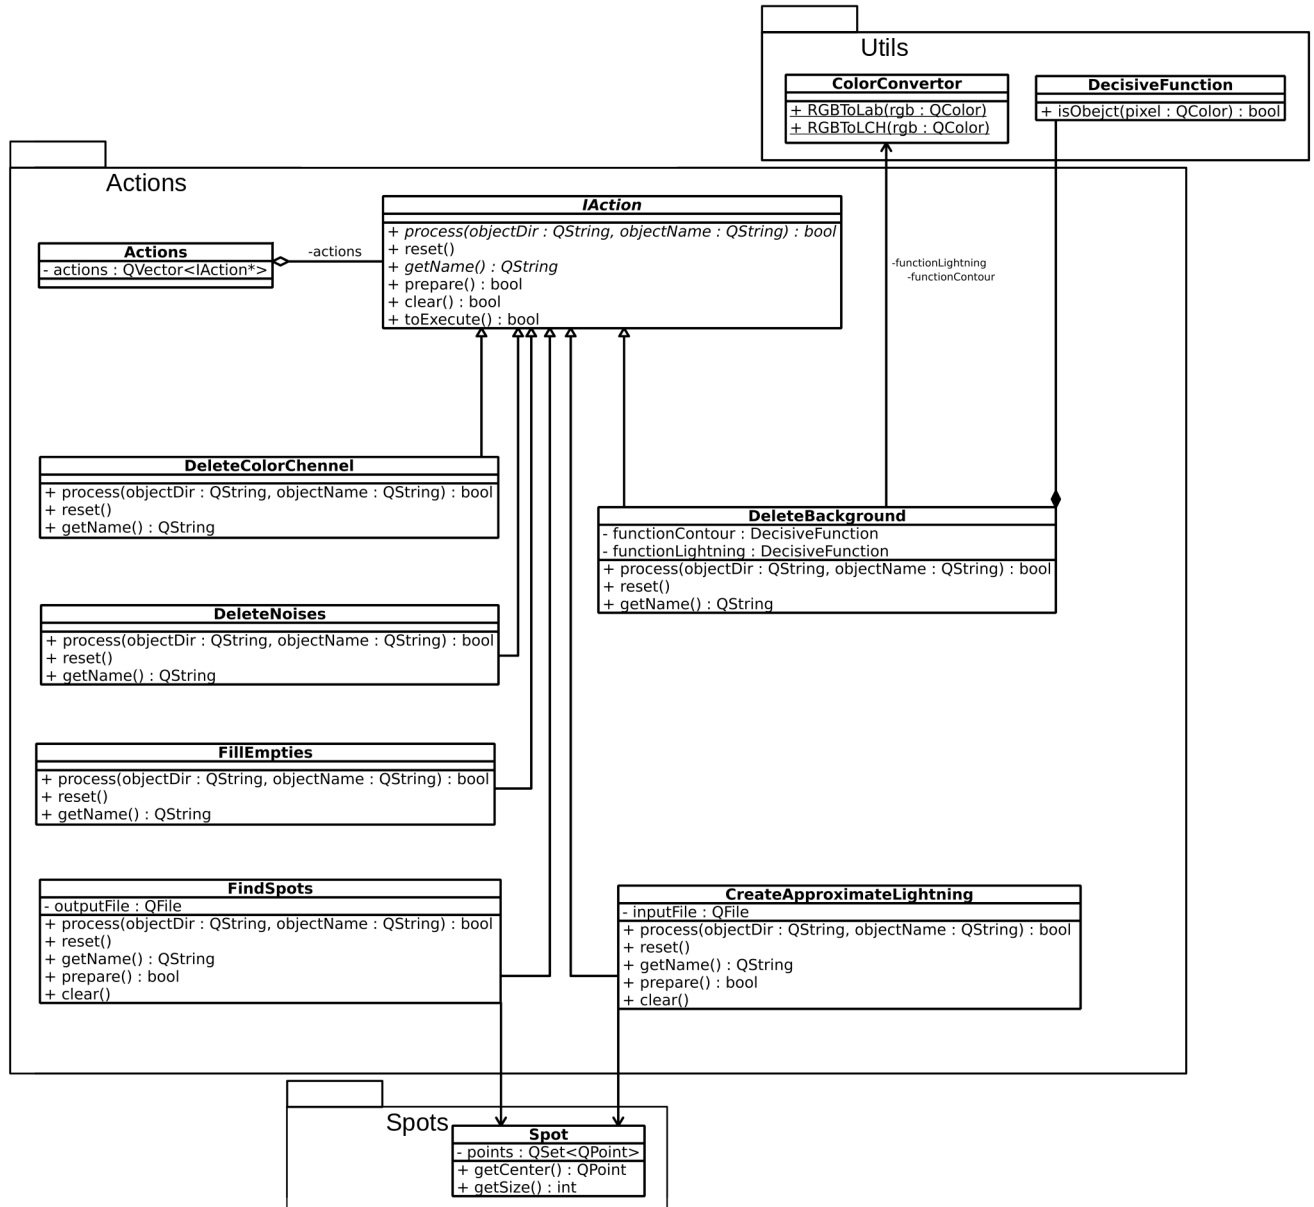 Utils
ColorConvertor
+ RGBToLab(rgb : QColor)
+ RGBToLCH(rgb : QColor)
DecisiveFunction
+ isObejct(pixel : QColor) : bool
Actions
IAction
+ process(objectDir : QString, objectName : QString) : bool
+ reset()
+ getName() : QString
+ prepare() : bool
+ clear() : bool
+ toExecute() : bool
Actions
- actions : QVector<IAction*>
-actions
-functionLightning
-functionContour
DeleteColorChennel
+ process(objectDir : QString, objectName : QString) : bool
+ reset()
+ getName() : QString
DeleteBackground
- functionContour : DecisiveFunction
- functionLightning : DecisiveFunction
+ process(objectDir : QString, objectName : QString) : bool
+ reset()
+ getName() : QString
DeleteNoises
+ process(objectDir : QString, objectName : QString) : bool
+ reset()
+ getName() : QString
FillEmpties
+ process(objectDir : QString, objectName : QString) : bool
+ reset()
+ getName() : QString
FindSpots
- outputFile : QFile
+ process(objectDir : QString, objectName : QString) : bool
+ reset()
+ getName() : QString
+ prepare() : bool
+ clear()
CreateApproximateLightning
- inputFile : QFile
+ process(objectDir : QString, objectName : QString) : bool
+ reset()
+ getName() : QString
+ prepare() : bool
+ clear()
Spots
Spot
- points : QSet<QPoint>
+ getCenter() : QPoint
+ getSize() : int